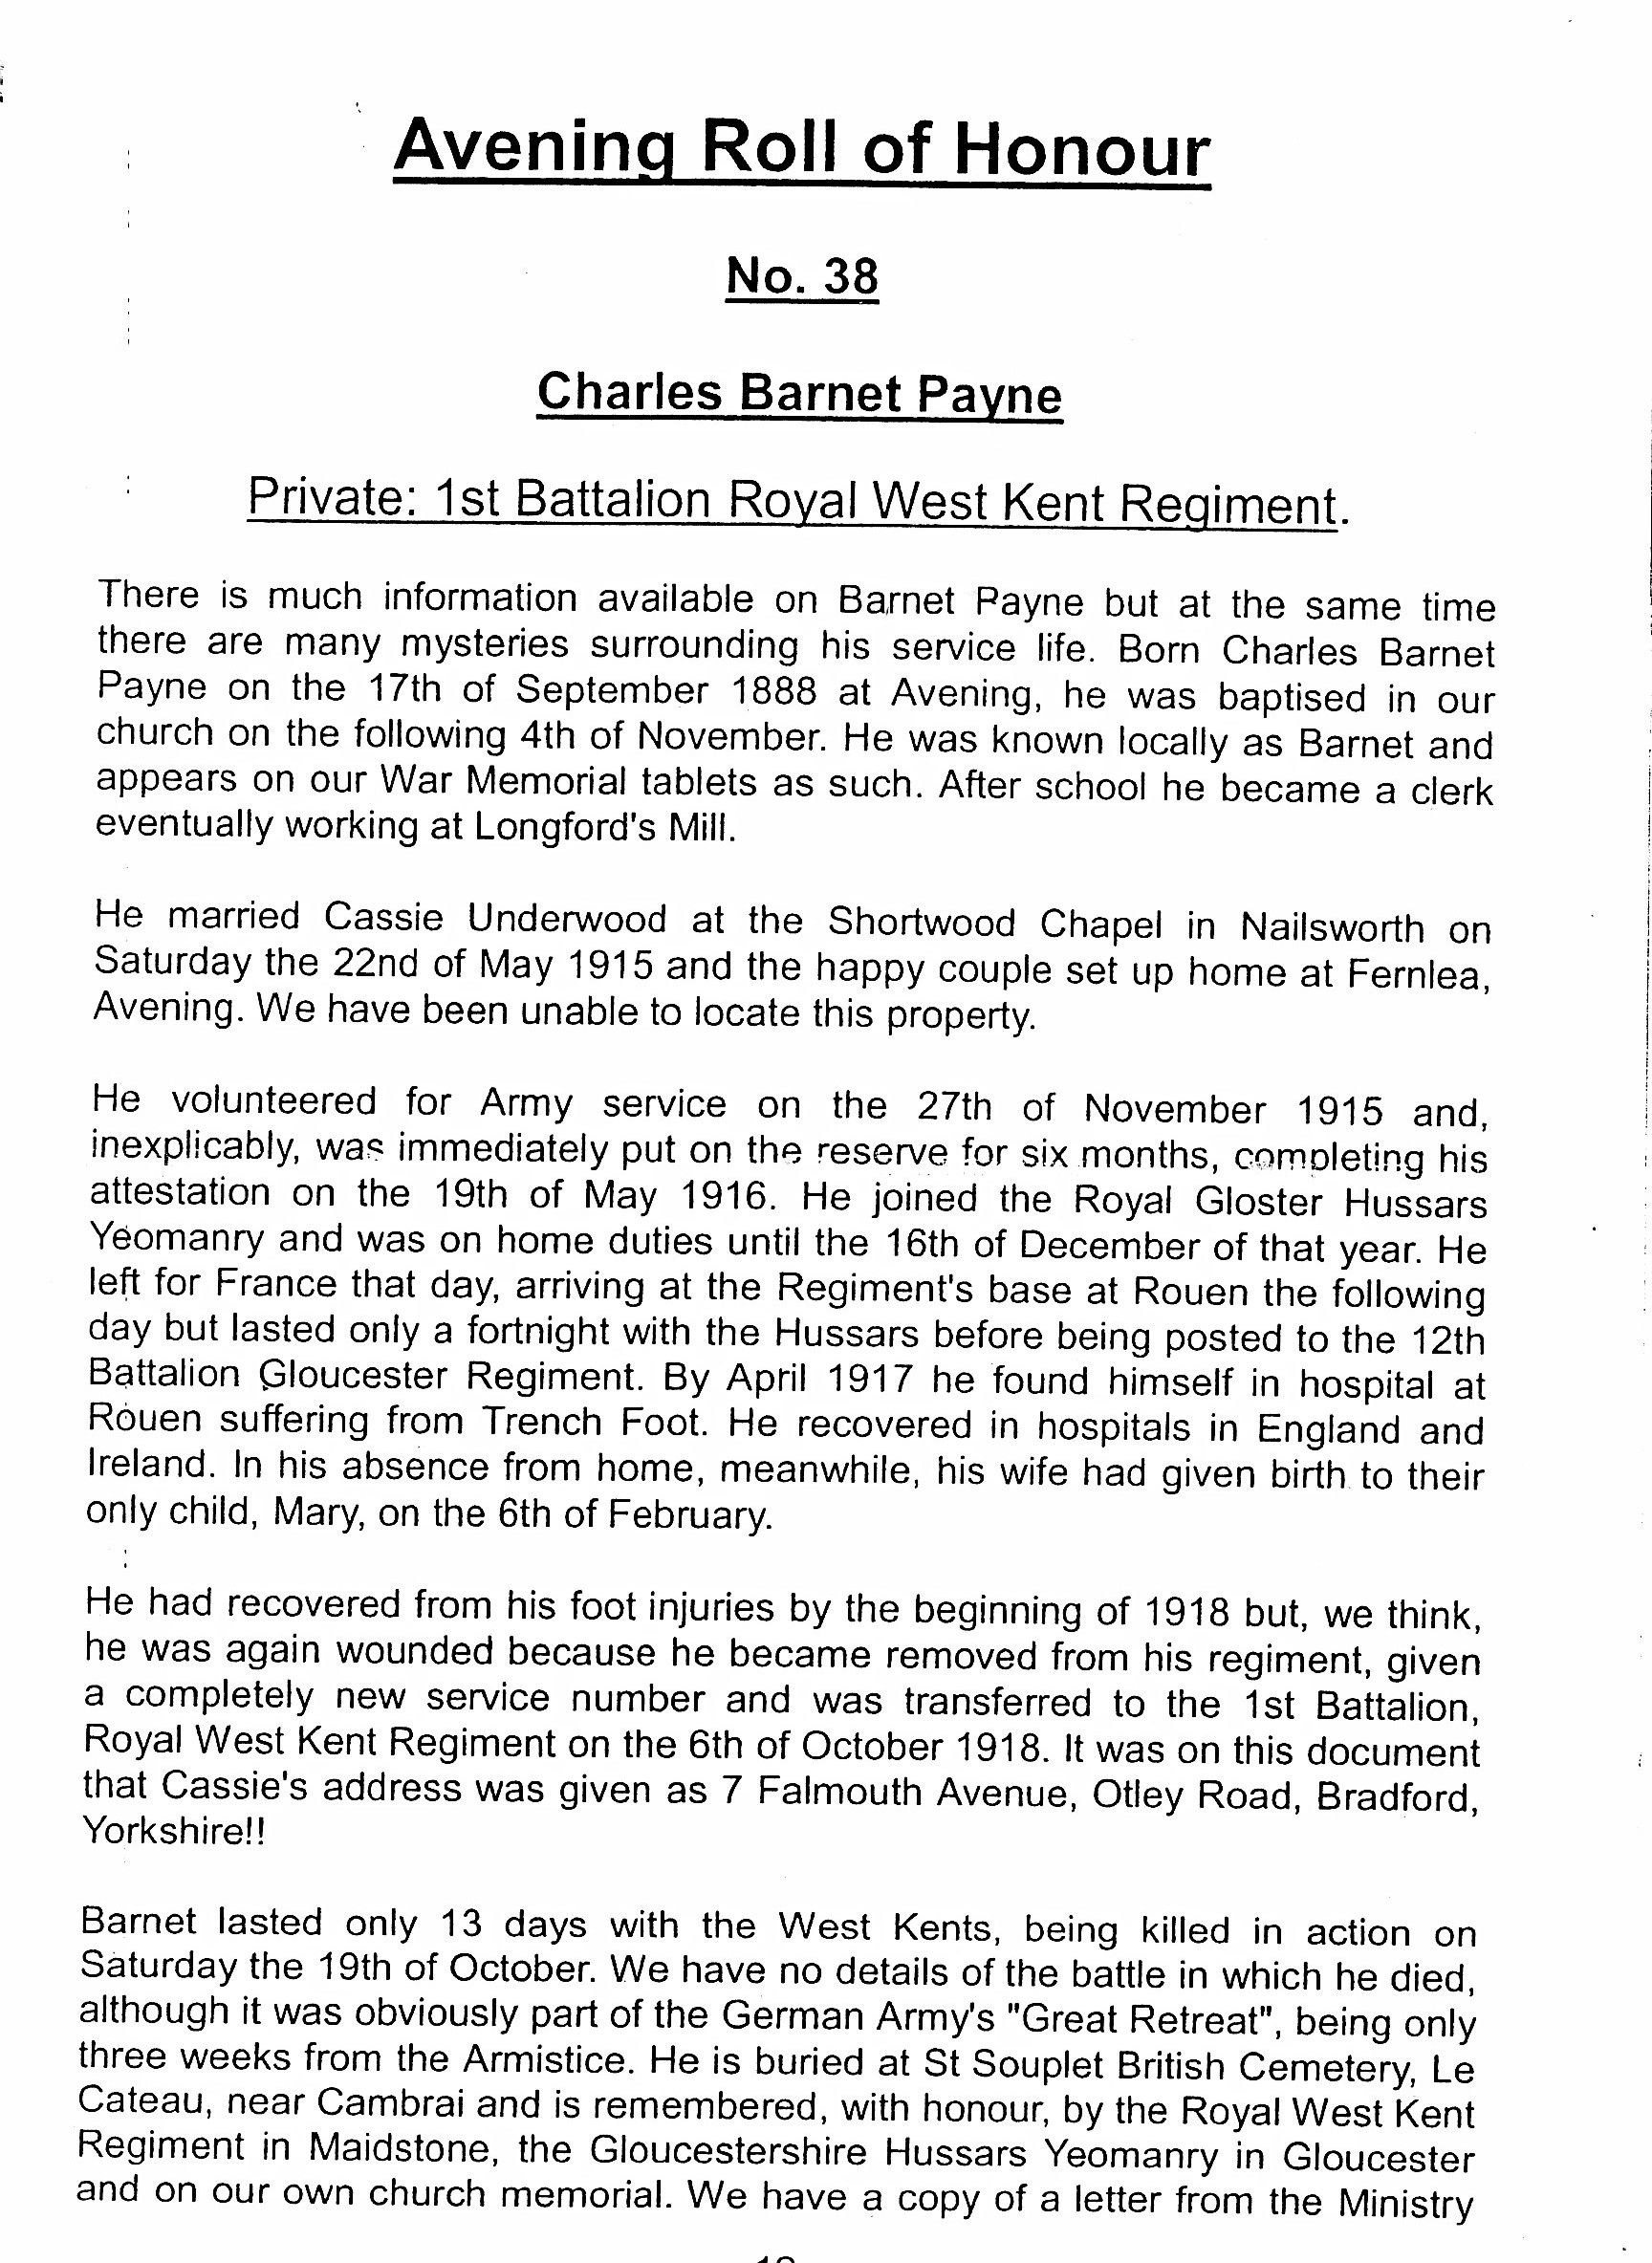 Avening Roll of Honour
No. 38
Charles Barnet Payne
Private: 1st Battalion Royal West Kent Regiment.
There is much information available on Barnet Payne but at the same time
there are many mysteries surrounding his service life. Born Charles Barnet
Payne on the 17th of September 1888 at Avening, he was baptised in our
church on the following 4th of November. He was known locally as Barnet and
appears on our War Memorial tablets as such. After school he became a clerk
eventually working at Longford's Mill.
He married Cassie Underwood at the Shortwood Chapel in Nailsworth on
Saturday the 22nd of May 1915 and the happy couple set up home at Fernlea,
Avening. We have been unable to locate this property.
He volunteered for Army service on the 27th of November 1915 and,
inexplicably, was immediately put on the reserve for six months, completing his
attestation on the 19th of May 1916. He joined the Royal Gloster Hussars
Yeomanry and was on home duties until the 16th of December of that year. He
left for France that day, arriving at the Regiment's base at Rouen the following
day but lasted only a fortnight with the Hussars before being posted to the 12th
Battalion Gloucester Regiment. By April 1917 he found himself in hospital at
Rouen suffering from Trench Foot. He recovered in hospitals in England and
Ireland. In his absence from home, meanwhile, his wife had given birth to their
only child, Mary, on the 6th of February.
He had recovered from his foot injuries by the beginning of 1918 but, we think,
he was again wounded because he became removed from his regiment, given
a completely new service number and was transferred to the 1st Battalion,
Royal West Kent Regiment on the 6th of October 1918. It was on this document
that Cassie's address was given as 7 Falmouth Avenue, Otley Road, Bradford,
Yorkshire!!
Barnet lasted only 13 days with the West Kents, being killed in action on
Saturday the 19th of October. We have no details of the battle in which he died,
although it was obviously part of the German Army's "Great Retreat", being only
three weeks from the Armistice. He is buried at St Souplet British Cemetery, Le
Cateau, near Cambrai and is remembered, with honour, by the Royal West Kent
Regiment in Maidstone, the Gloucestershire Hussars Yeomanry in Gloucester
and on our own church memorial. We have a copy of a letter from the Ministry